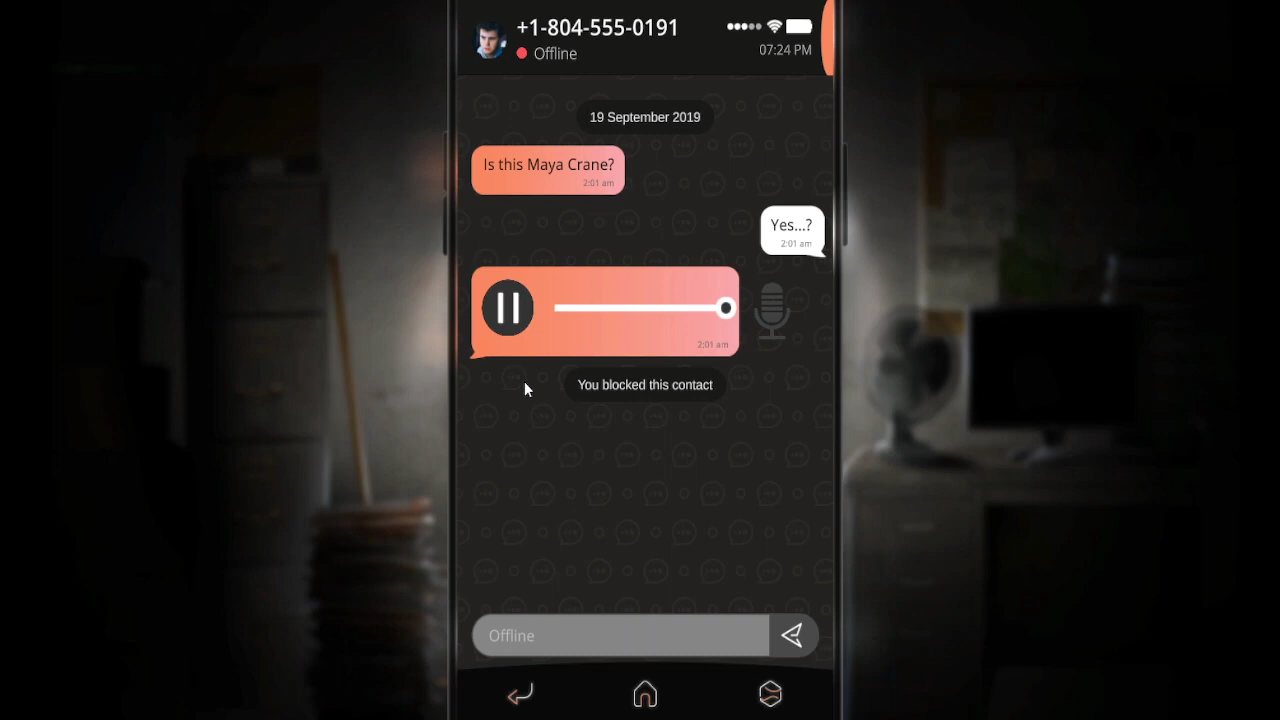 +1-804-555-0191
Offline
07:24 PM
19 September 2019
Is this Maya Crane?
2:01 am
Yes...?
2:01 am
2:01 am
You blocked this contact
Offline